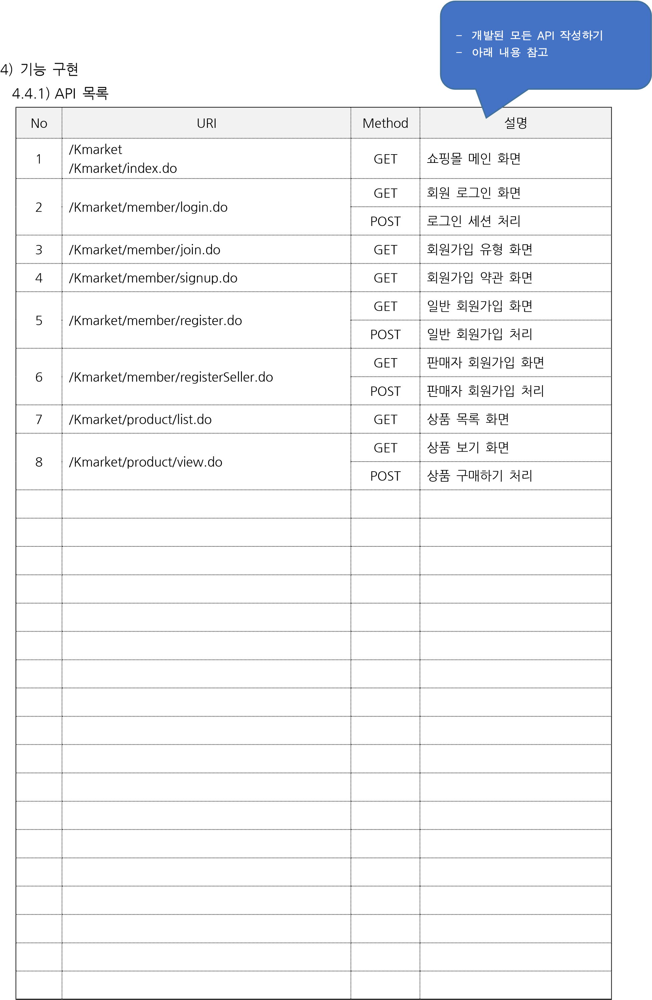 - 개발된 모든 API 작성하기
- 아래 내용 참고
4) 기능 구현
4.4.1) API 목록
No URI Method 설명
1 /Kmarket GET 쇼핑몰 메인 화면
/Kmarket/index.do
2 /Kmarket/member/login.do GET 회원 로그인 화면
POST 로그인 세션 처리
3 /Kmarket/member/join.do GET 회원가입 유형 화면
4 /Kmarket/member/signup.do GET 회원가입 약관 화면
5 /Kmarket/member/register.do GET 일반 회원가입 화면
POST 일반 회원가입 처리
6 /Kmarket/member/registerSeller.do GET 판매자 회원가입 화면
POST 판매자 회원가입 처리
7 /Kmarket/product/list.do GET 상품 목록 화면
8 /Kmarket/product/view.do GET 상품 보기 화면
POST 상품 구매하기 처리